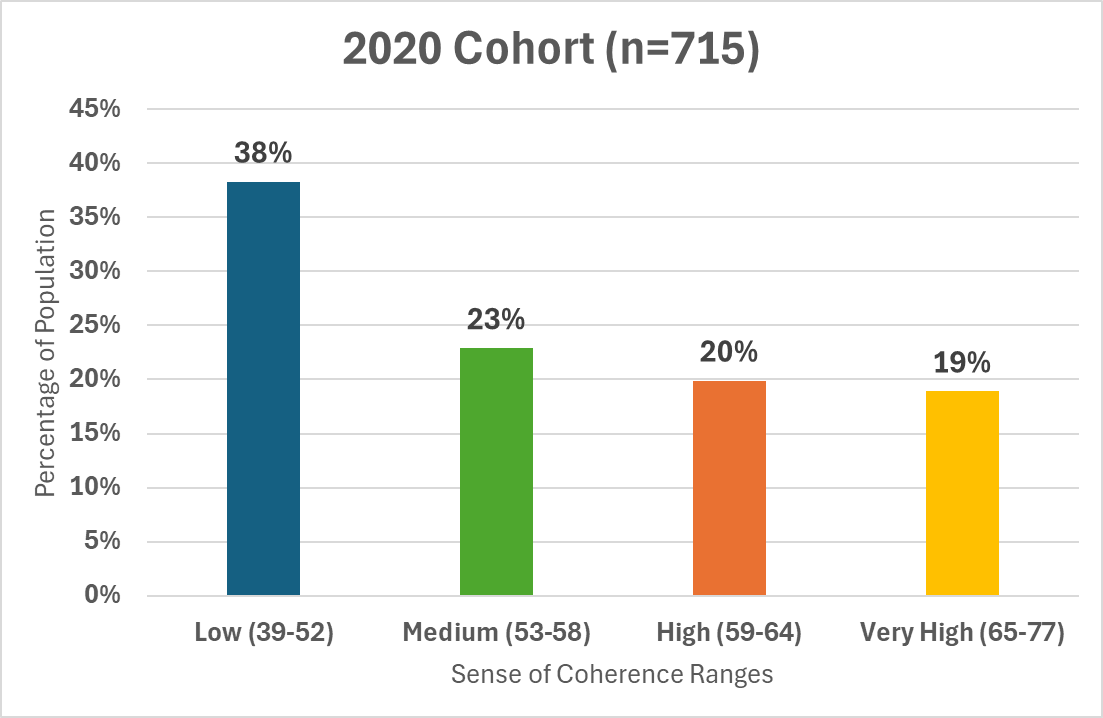 2020 Cohort (n=715)
45%
40%
35%
30%
25%
20%
15%
10%
5%
0%
Percentage of Population
38%
23%
20%
19%
Low (39-52)
Medium (53-58)
High (59-64)
Very High (65-77)
Sense of Coherence Ranges